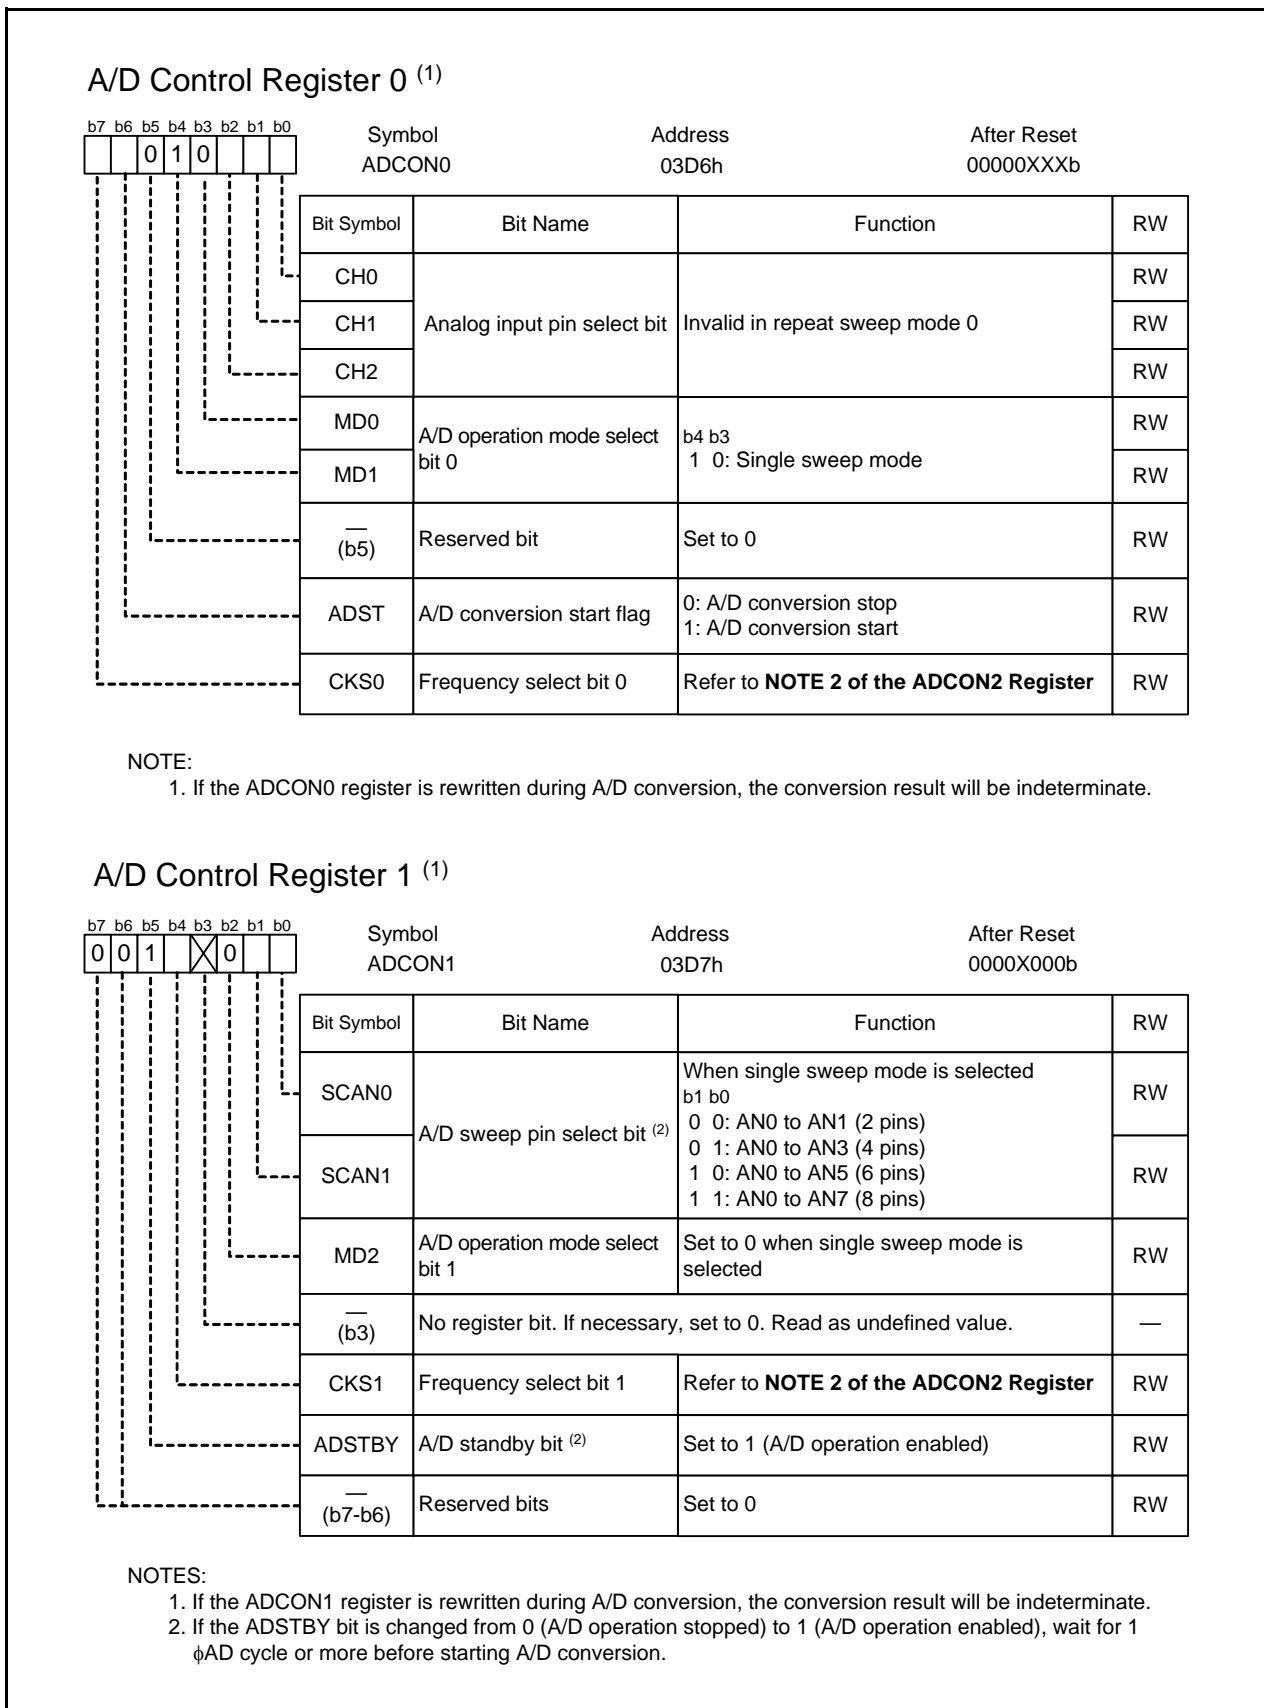 A/D Control Register 0 (1)
b7 b6 b5 b4 b3 b2 b1 b0
0 1 0
Symbol Address After Reset
ADCON0 03D6h 00000XXXb
Bit Symbol Bit Name Function RW
CH0 RW
CH1 Analog input pin select bit Invalid in repeat sweep mode 0 RW
CH2 RW
MD0 RW
A/D operation mode select
bit 0
b4 b3
1 0: Single sweep mode
MD1 RW
—
(b5) Reserved bit Set to 0 RW
ADST A/D conversion start flag 0: A/D conversion stop
1: A/D conversion start RW
CKS0 Frequency select bit 0 Refer to NOTE 2 of the ADCON2 Register RW
NOTE:
1. If the ADCON0 register is rewritten during A/D conversion, the conversion result will be indeterminate.
A/D Control Register 1 (1)
b7 b6 b5 b4 b3 b2 b1 b0
0 0 1 0
Symbol Address After Reset
ADCON1 03D7h 0000X000b
Bit Symbol Bit Name Function RW
SCAN0 RW
A/D sweep pin select bit (2)
When single sweep mode is selected
b1 b0
0 0: AN0 to AN1 (2 pins)
0 1: AN0 to AN3 (4 pins)
1 0: AN0 to AN5 (6 pins)
1 1: AN0 to AN7 (8 pins)
SCAN1 RW
MD2 RW
A/D operation mode select
bit 1
Set to 0 when single sweep mode is
selected
—
(b3) No register bit. If necessary, set to 0. Read as undefined value. —
CKS1 Frequency select bit 1 Refer to NOTE 2 of the ADCON2 Register RW
ADSTBY A/D standby bit (2) Set to 1 (A/D operation enabled) RW
—
(b7-b6) Reserved bits Set to 0 RW
NOTES:
1. If the ADCON1 register is rewritten during A/D conversion, the conversion result will be indeterminate.
2. If the ADSTBY bit is changed from 0 (A/D operation stopped) to 1 (A/D operation enabled), wait for 1
ϕAD cycle or more before starting A/D conversion.